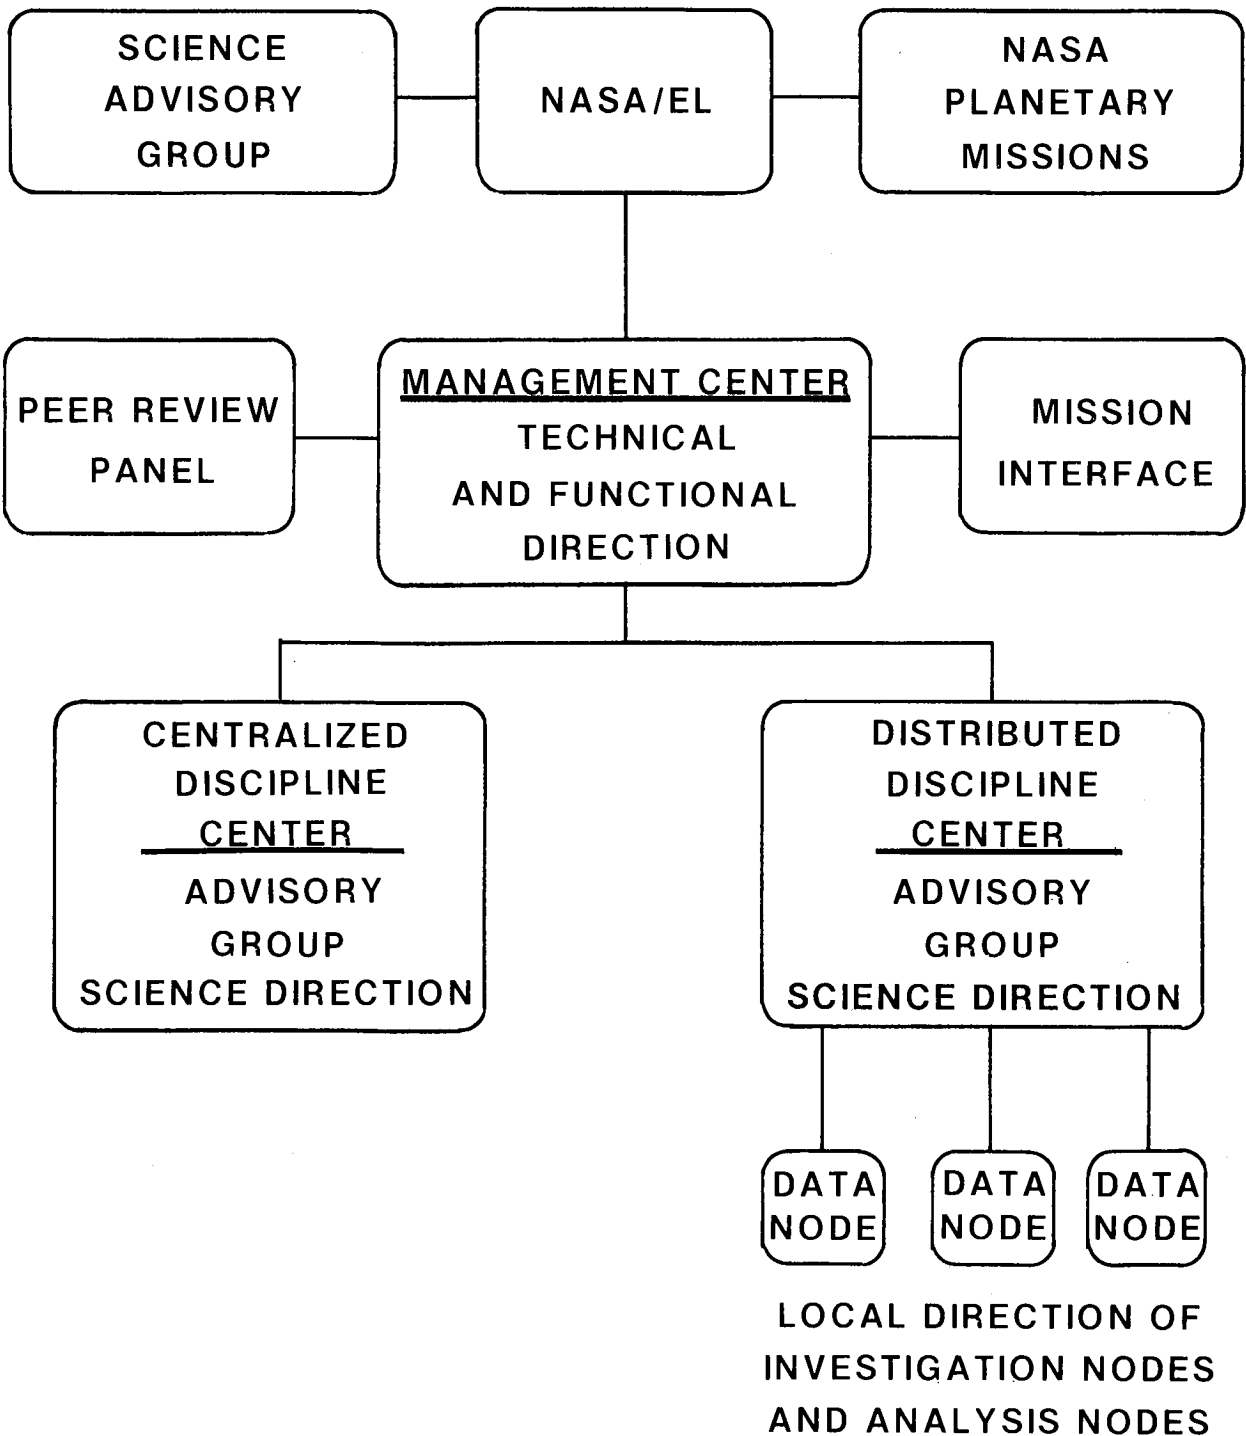 SCIENCE
ADVISORY
GROUP
NASA/EL
NASA
PLANETARY
MISSIONS
PEER REVIEW
PANEL
MANAGEMENT CENTER
TECHNICAL
AND FUNCTIONAL
DIRECTION
MISSION
INTERFACE
CENTRALIZED
DISCIPLINE
CENTER
ADVISORY
GROUP
SCIENCE DIRECTION
DISTRIBUTED
DISCIPLINE
CENTER
ADVISORY
GROUP
SCIENCE DIRECTION
DATA
NODE
DATA
NODE
DATA
NODE
LOCAL DIRECTION OF
INVESTIGATION NODES
AND ANALYSIS NODES